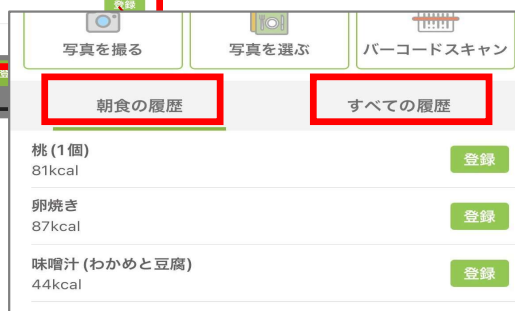 登録
写真を撮る
写真を選ぶ
バーコードスキャン
朝食の履歴
すべての履歴
桃(1個)
81kcal
登録
卵焼き
87kcal
登録
味噌汁(わかめと豆腐)
44kcal
登録